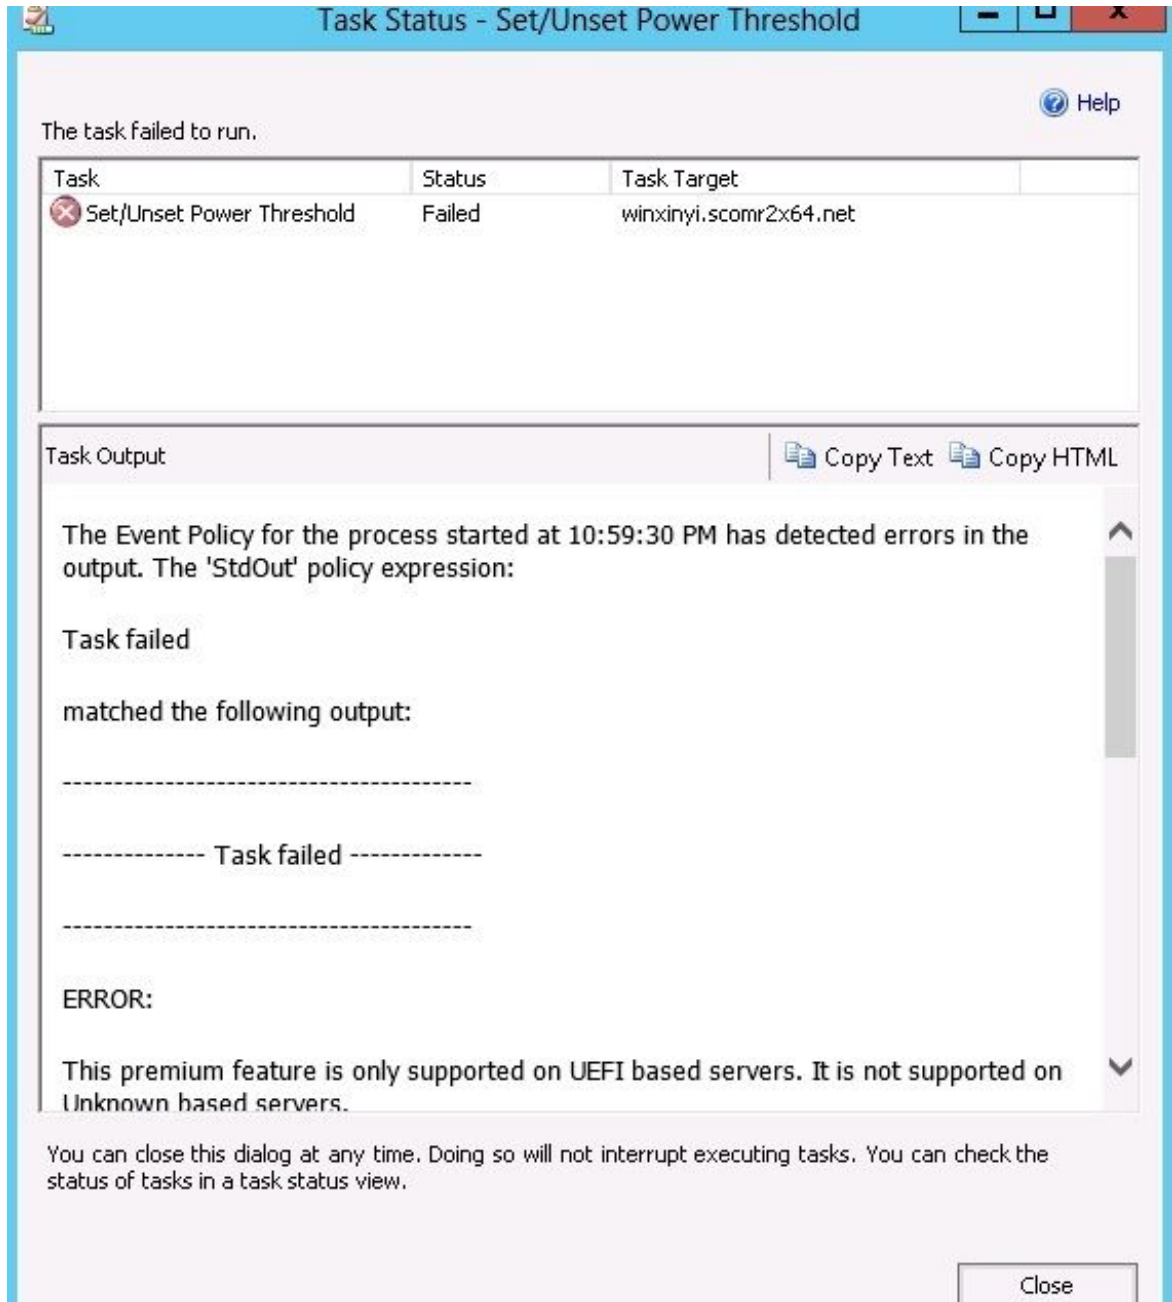 Task Status - Set/Unset Power Threshold
Help
The task failed to run.
Task Status Task Target
Set/Unset Power Threshold Failed winxinyi.scomr2x64.net
Task Output Copy Text Copy HTML
The Event Policy for the process started at 10:59:30 PM has detected errors in the
output. The 'StdOut' policy expression:
Task failed
matched the following output:
----------------------------------------
-------------- Task failed -------------
----------------------------------------
ERROR:
This premium feature is only supported on UEFI based servers. It is not supported on
Unknown based servers.
You can close this dialog at any time. Doing so will not interrupt executing tasks. You can check the
status of tasks in a task status view.
Close